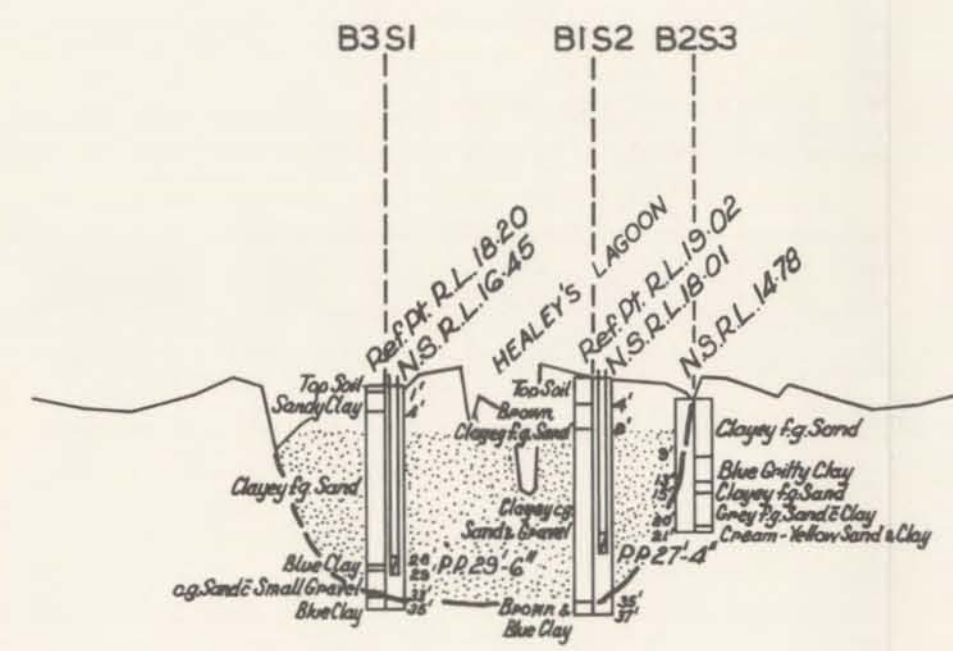 B3S1 B1S2 B2S3
Ref. Pt. R.L. 18·20
N.S.R.L. 16·45
HEALEY'S LAGOON
Ref. Pt. R.L. 19·02
N.S.R.L. 18·01
N.S.R.L. 14·78
Top Soil
Sandy Clay
4'
Clayey f.g. Sand
Blue Clay
28'
29'
P.P. 29'-6"
c.g. Sand c̄ Small Gravel
Blue Clay
35'
Top Soil
4'
Brown
Clayey f.g. Sand
8'
Clayey c.g.
Sand & Gravel
P.P. 27'-4"
Brown &
Blue Clay
35'
37'
Clayey f.g. Sand
9'
Blue Gritty Clay
13'
Clayey f.g. Sand
15'
Grey f.g. Sand c̄ Clay
20'
Cream - Yellow Sand & Clay
21'